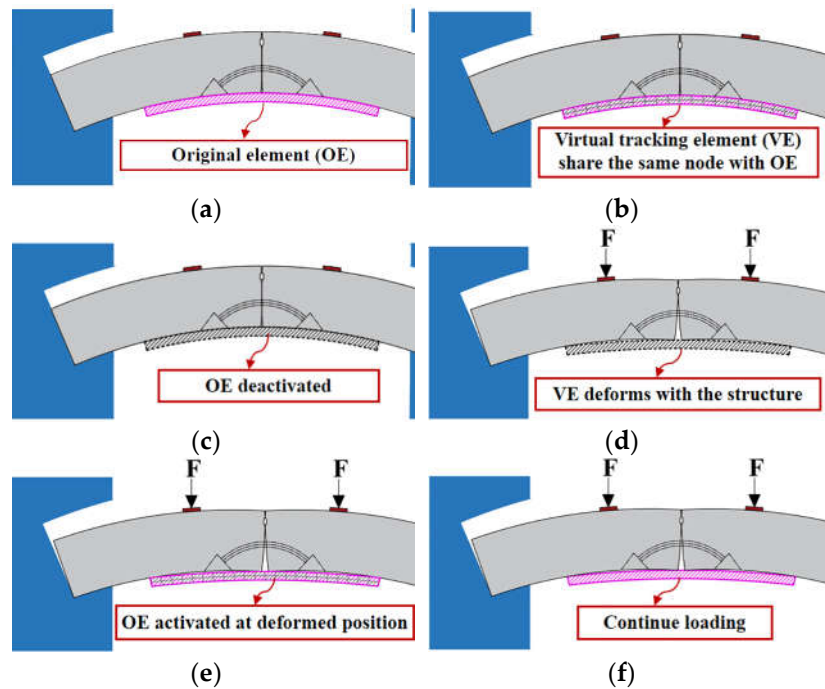 (a)
Original element (OE)
(b)
Virtual tracking element (VE)
share the same node with OE
(c)
OE deactivated
F F
(d)
VE deforms with the structure
F F
(e)
OE activated at deformed position
F F
(f)
Continue loading